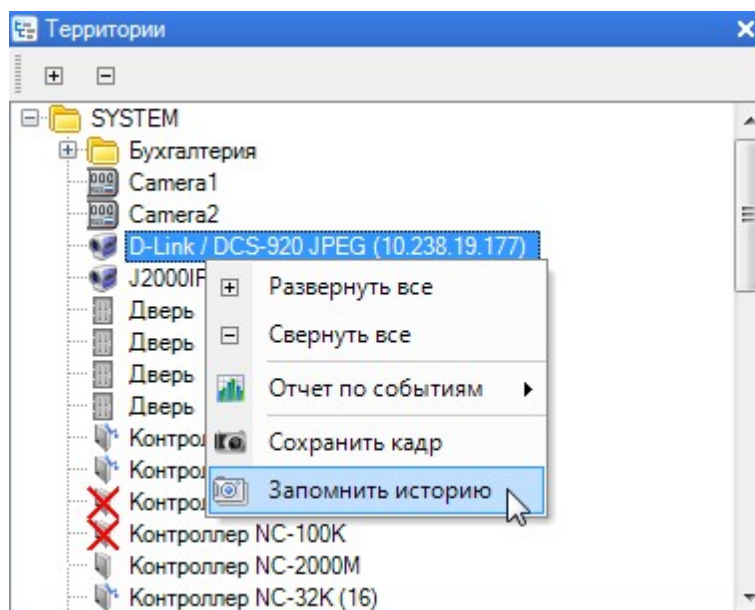 Территории
SYSTEM
Бухгалтерия
Camera1
Camera2
D-Link / DCS-920 JPEG (10.238.19.177)
J2000IP
Развернуть все
Дверь
Свернуть все
Дверь
Дверь
Отчет по событиям
Дверь
Контрол
Сохранить кадр
Контрол
Запомнить историю
Контрол
Контроллер NC-100K
Контроллер NC-2000M
Контроллер NC-32K (16)